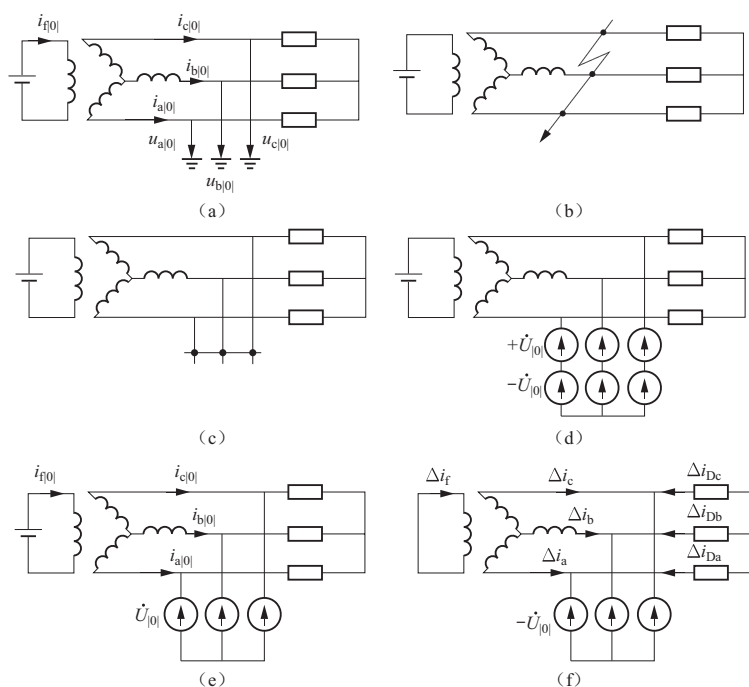 i_f|0|
i_c|0|
i_b|0|
i_a|0|
u_a|0|
u_b|0|
u_c|0|
（a）
（b）
（c）
+U̇_|0|
−U̇_|0|
（d）
i_f|0|
i_c|0|
i_b|0|
i_a|0|
U̇_|0|
（e）
Δi_f
Δi_c
Δi_b
Δi_a
Δi_Dc
Δi_Db
Δi_Da
−U̇_|0|
（f）